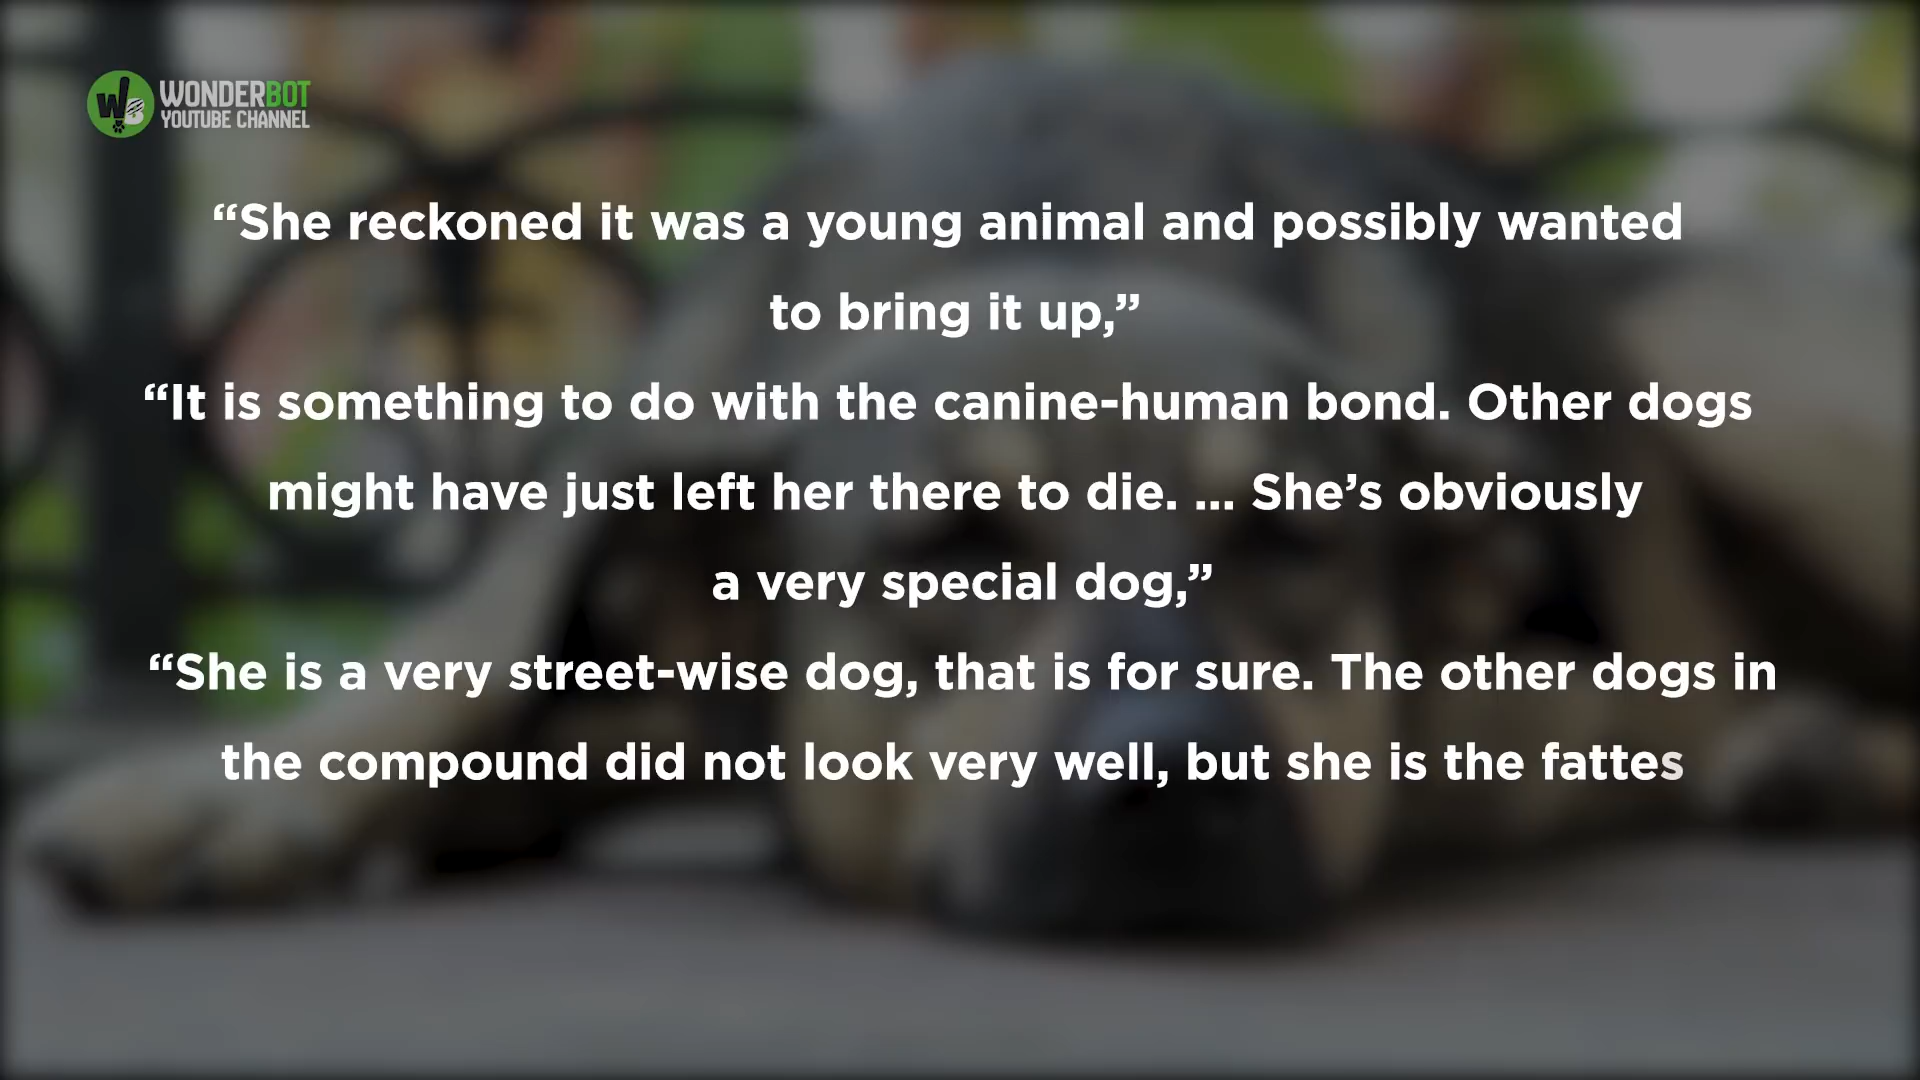 WONDERBOT
YOUTUBE CHANNEL
“She reckoned it was a young animal and possibly wanted
to bring it up,”
“It is something to do with the canine-human bond. Other dogs
might have just left her there to die. ... She’s obviously
a very special dog,”
“She is a very street-wise dog, that is for sure. The other dogs in
the compound did not look very well, but she is the fattes